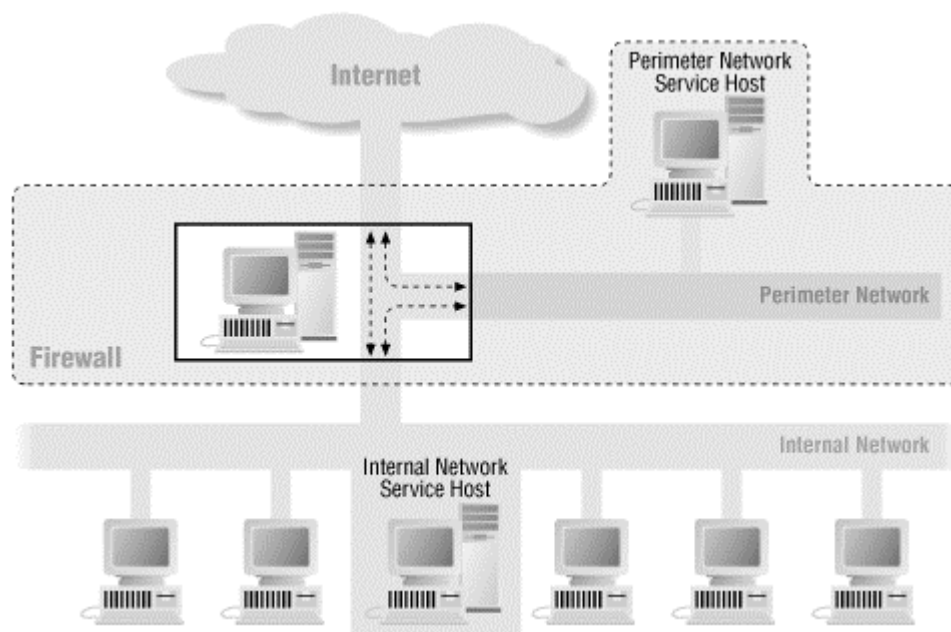 Internet
Perimeter Network
Service Host
Perimeter Network
Firewall
Internal Network
Internal Network
Service Host